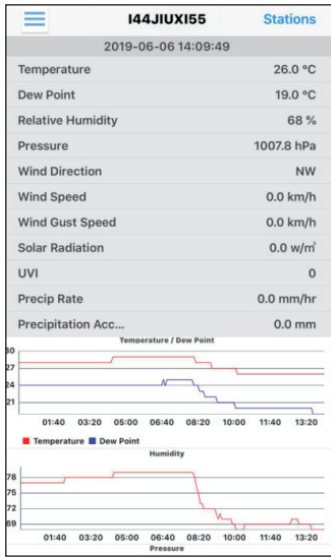 I44JIUXI55 Stations
2019-06-06 14:09:49
Temperature 26.0 °C
Dew Point 19.0 °C
Relative Humidity 68 %
Pressure 1007.8 hPa
Wind Direction NW
Wind Speed 0.0 km/h
Wind Gust Speed 0.0 km/h
Solar Radiation 0.0 w/㎡
UVI 0
Precip Rate 0.0 mm/hr
Precipitation Acc... 0.0 mm
Temperature / Dew Point
30
27
24
21
01:40 03:20 05:00 06:40 08:20 10:00 11:40 13:20
Temperature Dew Point
Humidity
78
75
72
69
01:40 03:20 05:00 06:40 08:20 10:00 11:40 13:20
Pressure